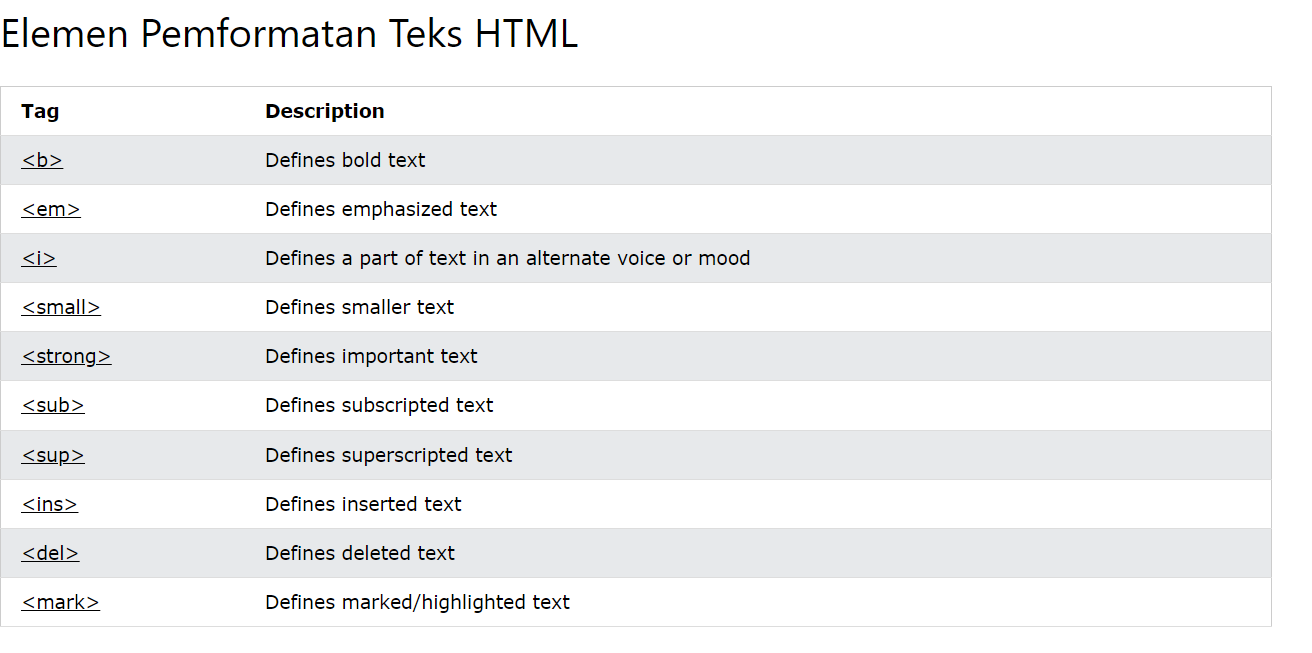 Elemen Pemformatan Teks HTML
Tag Description
<b> Defines bold text
<em> Defines emphasized text
<i> Defines a part of text in an alternate voice or mood
<small> Defines smaller text
<strong> Defines important text
<sub> Defines subscripted text
<sup> Defines superscripted text
<ins> Defines inserted text
<del> Defines deleted text
<mark> Defines marked/highlighted text